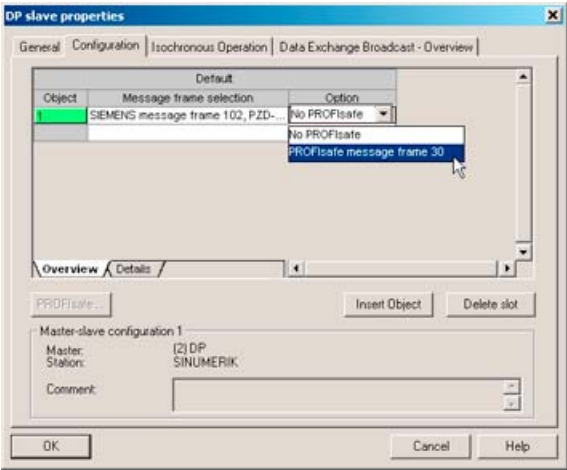 DP slave properties
General Configuration Isochronous Operation Data Exchange Broadcast - Overview
Default
Object Message frame selection Option
1 SIEMENS message frame 102, PZD-... No PROFIsafe
No PROFIsafe
PROFIsafe message frame 30
Overview Details
PROFIsafe... Insert Object Delete slot
Master-slave configuration 1
Master: (2) DP
Station: SINUMERIK
Comment:
OK Cancel Help